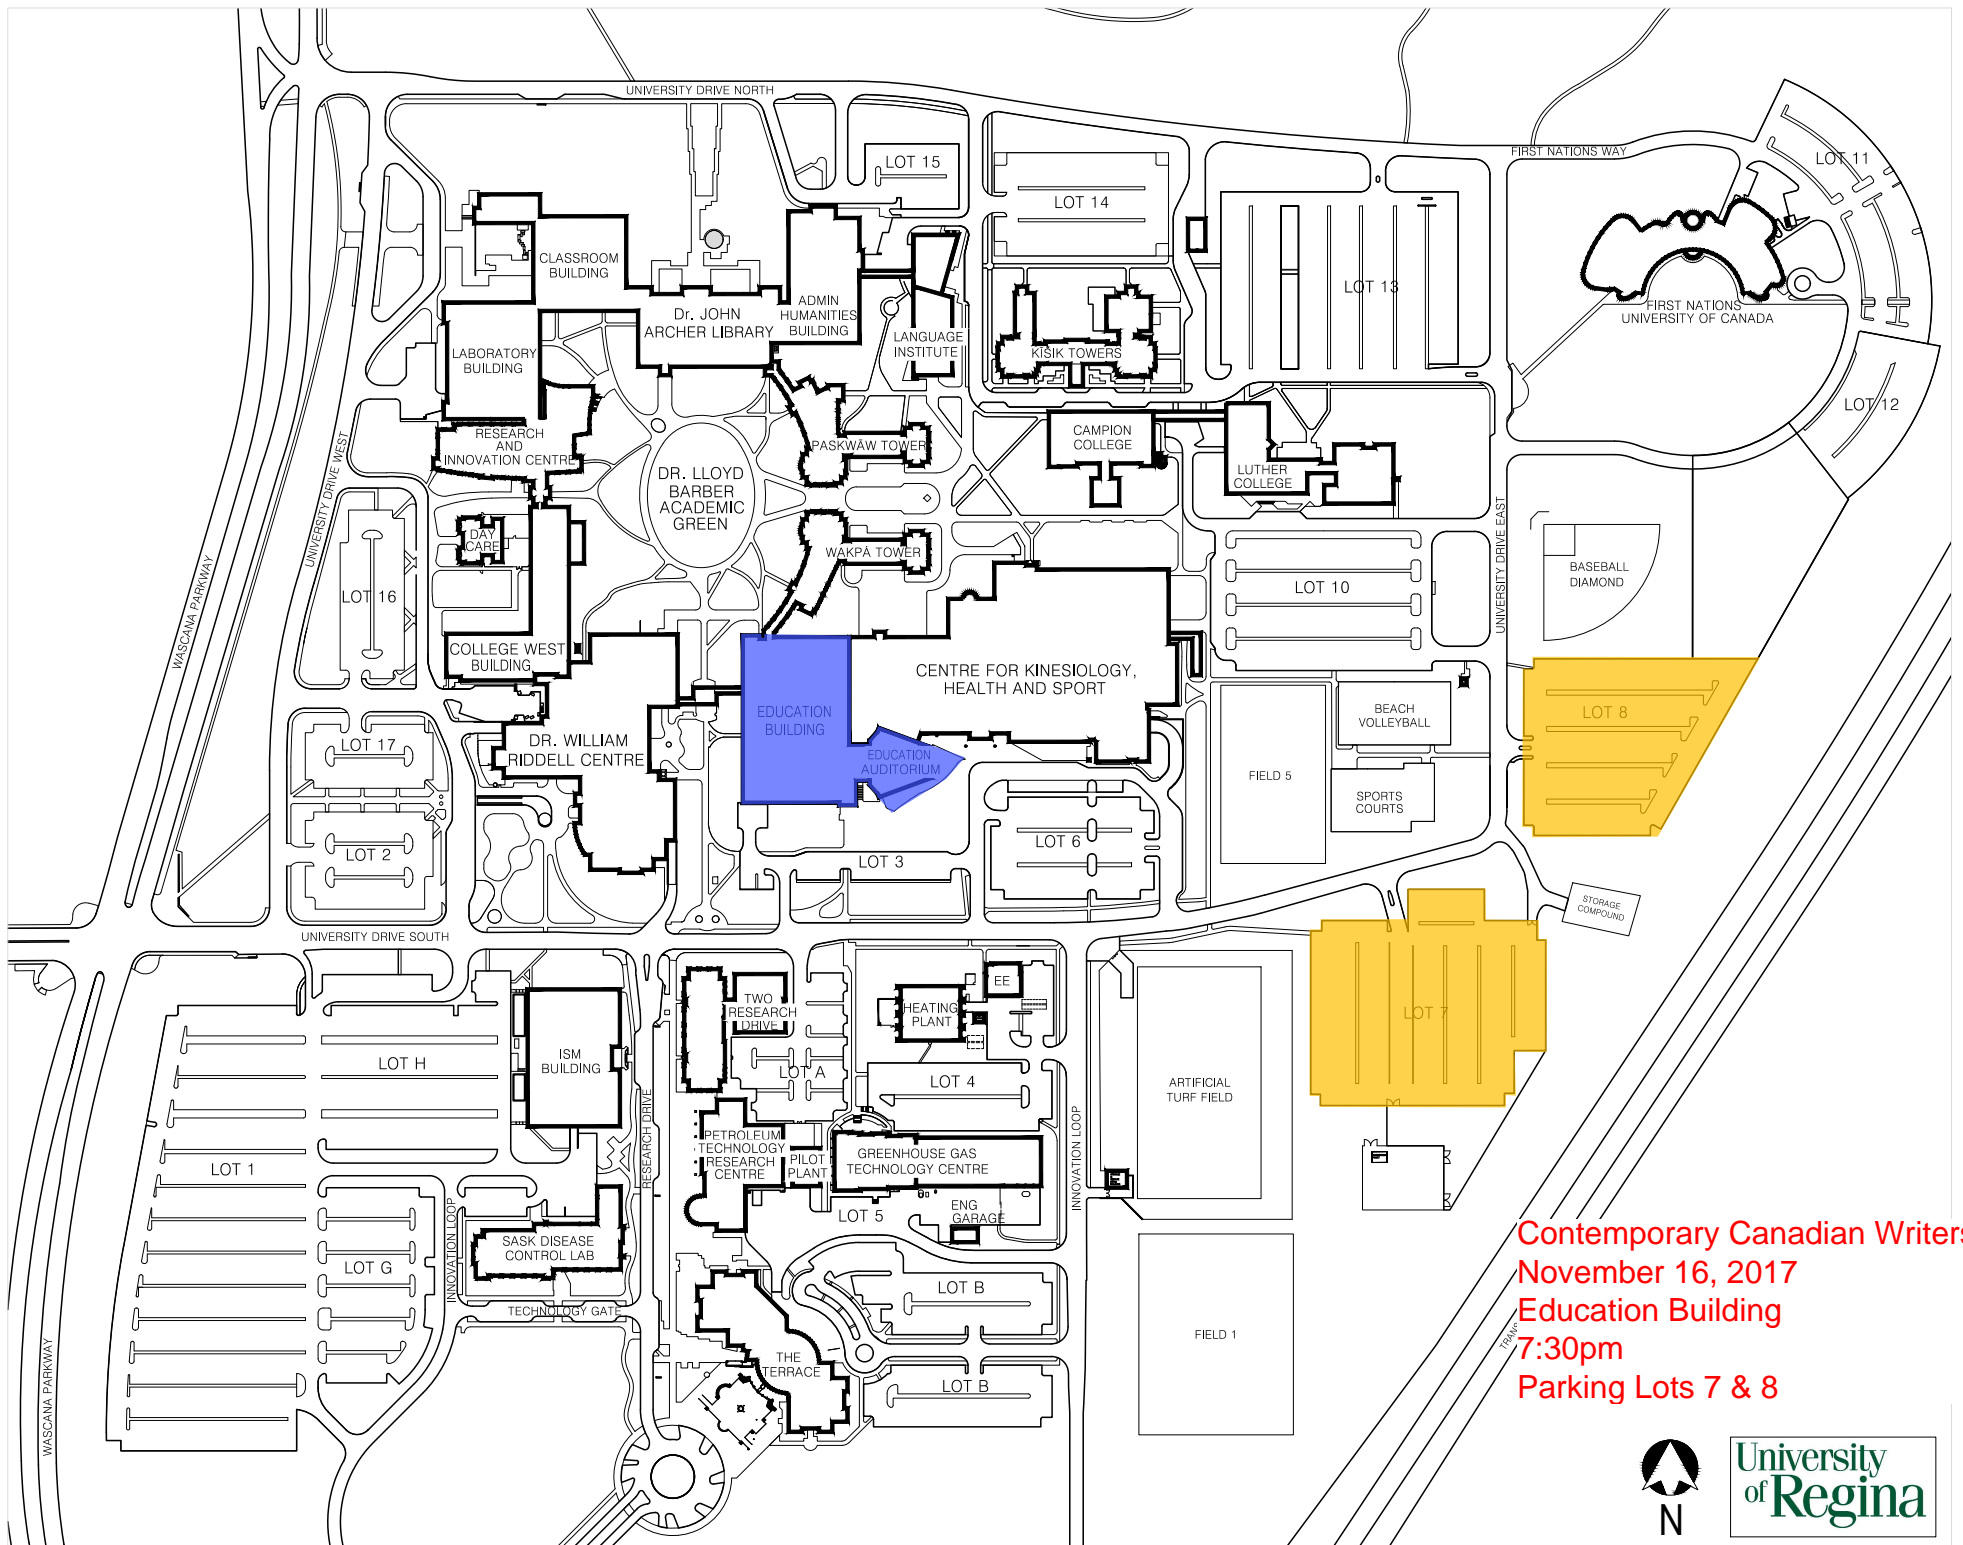 UNIVERSITY DRIVE NORTH
FIRST NATIONS WAY
LOT 11
LOT 15
LOT 14
CLASSROOM
BUILDING
LOT 13
ADMIN
HUMANITIES
BUILDING
Dr. JOHN
ARCHER LIBRARY
FIRST NATIONS
UNIVERSITY OF CANADA
LANGUAGE
INSTITUTE
KĪSIK TOWERS
LABORATORY
BUILDING
LOT 12
RESEARCH
AND
INNOVATION CENTRE
PASKWĀW TOWER
CAMPION
COLLEGE
LUTHER
COLLEGE
DR. LLOYD
BARBER
ACADEMIC
GREEN
UNIVERSITY DRIVE WEST
UNIVERSITY DRIVE EAST
DAY
CARE
WAKPĀ TOWER
BASEBALL
DIAMOND
WASCANA PARKWAY
LOT 16
LOT 10
COLLEGE WEST
BUILDING
CENTRE FOR KINESIOLOGY,
HEALTH AND SPORT
EDUCATION
BUILDING
BEACH
VOLLEYBALL
LOT 8
LOT 17
DR. WILLIAM
RIDDELL CENTRE
EDUCATION
AUDITORIUM
FIELD 5
SPORTS
COURTS
LOT 2
LOT 3
LOT 6
STORAGE
COMPOUND
UNIVERSITY DRIVE SOUTH
TWO
RESEARCH
DRIVE
HEATING
PLANT
EE
LOT 7
LOT H
ISM
BUILDING
LOT A
LOT 4
ARTIFICIAL
TURF FIELD
RESEARCH DRIVE
INNOVATION LOOP
LOT 1
PETROLEUM
TECHNOLOGY
RESEARCH
CENTRE
PILOT
PLANT
GREENHOUSE GAS
TECHNOLOGY CENTRE
LOT 5
ENG
GARAGE
INNOVATION LOOP
SASK DISEASE
CONTROL LAB
LOT G
LOT B
TECHNOLOGY GATE
THE
TERRACE
LOT B
FIELD 1
WASCANA PARKWAY
TRANS
Contemporary Canadian Writers
November 16, 2017
Education Building
7:30pm
Parking Lots 7 & 8
N
University
of Regina